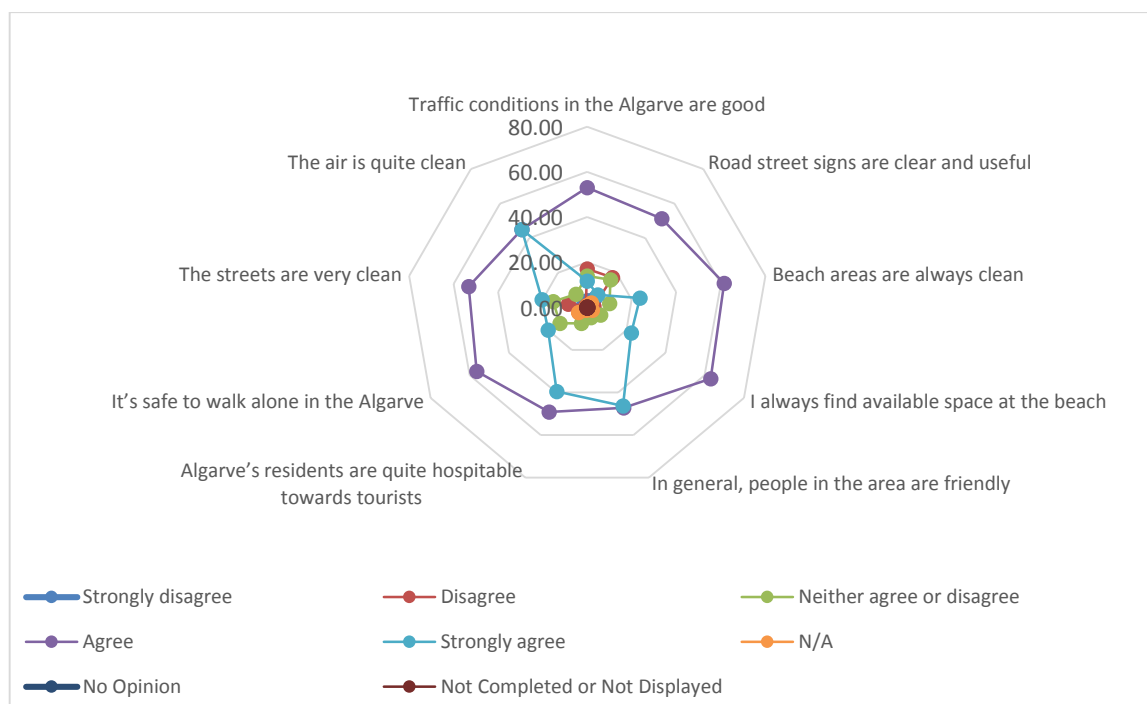 Traffic conditions in the Algarve are good
80.00
The air is quite clean
Road street signs are clear and useful
60.00
40.00
The streets are very clean
Beach areas are always clean
20.00
0.00
It’s safe to walk alone in the Algarve
I always find available space at the beach
Algarve’s residents are quite hospitable
towards tourists
In general, people in the area are friendly
Strongly disagree
Disagree
Neither agree or disagree
Agree
Strongly agree
N/A
No Opinion
Not Completed or Not Displayed